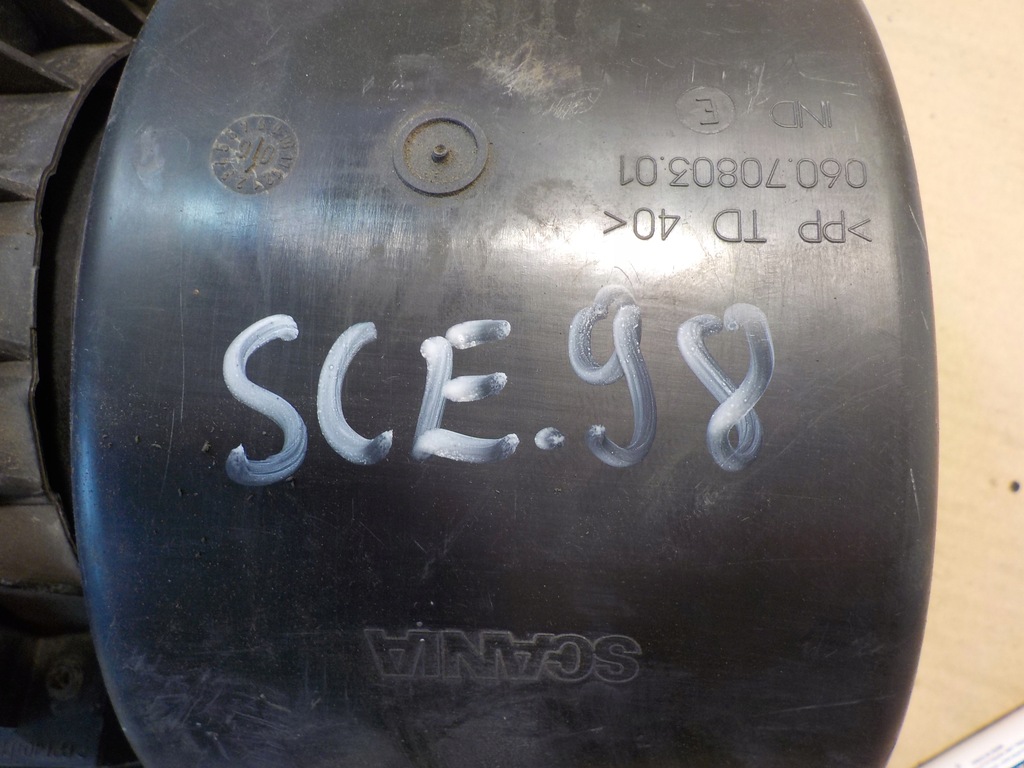 IND E
060.70803.01
>PP TD 40<
SCE.98
SCANIA